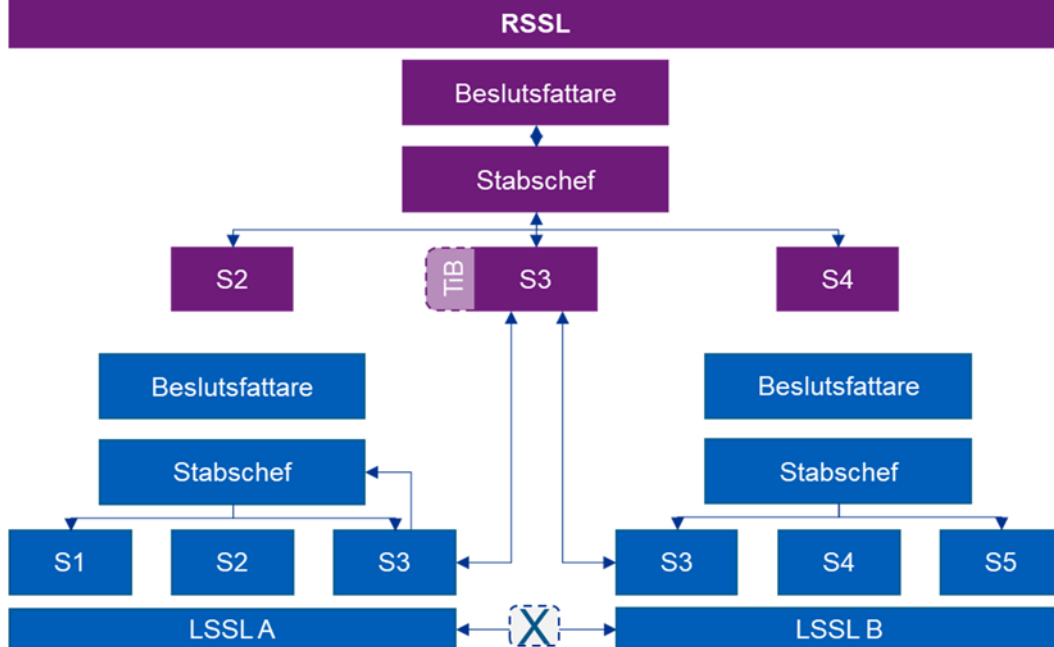 RSSL
Beslutsfattare
Stabschef
S2
TiB
S3
S4
Beslutsfattare
Beslutsfattare
Stabschef
Stabschef
S1
S2
S3
S3
S4
S5
LSSL A
X
LSSL B